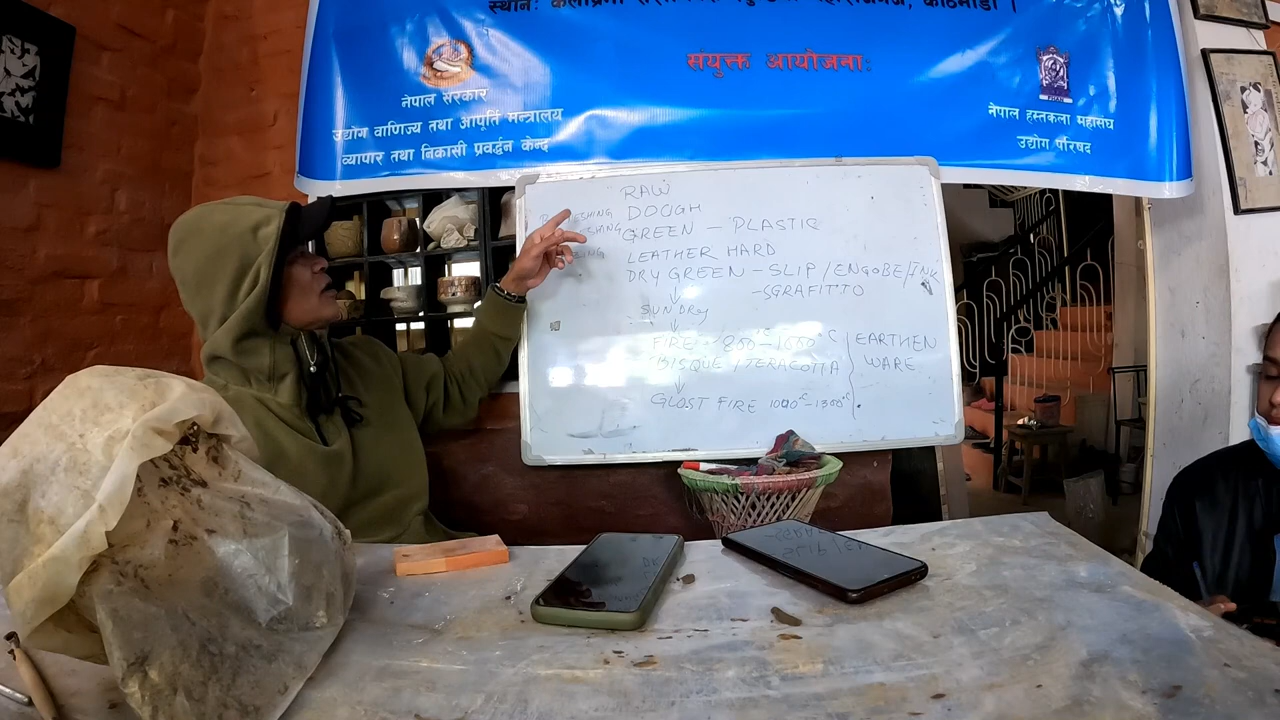 स्थानः
संयुक्त आयोजनाः
नेपाल सरकार
उद्योग वाणिज्य तथा आपूर्ति मन्त्रालय
व्यापार तथा निकासी प्रवर्द्धन केन्द्र
नेपाल हस्तकला महासंघ
उद्योग परिषद
RAW
DOUGH
GREEN - PLASTIC
LEATHER HARD
DRY GREEN - SLIP / ENGOBE / INK
- SGRAFITTO
SUN DRY
FIRE - 800°C - 1000°C
BISQUE / TERACOTTA
EARTHEN
WARE
GLOST FIRE 1000°C - 1300°C